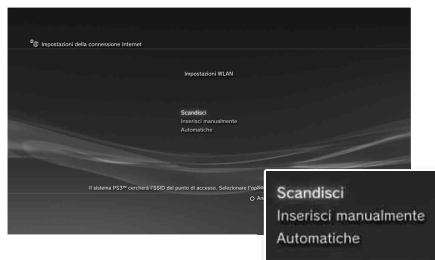 Impostazioni della connessione Internet
Impostazioni WLAN
Scandisci
Inserisci manualmente
Automatiche
Il sistema PS3™ cercherà l'SSID del punto di accesso. Selezionare
Scandisci
Inserisci manualmente
Automatiche